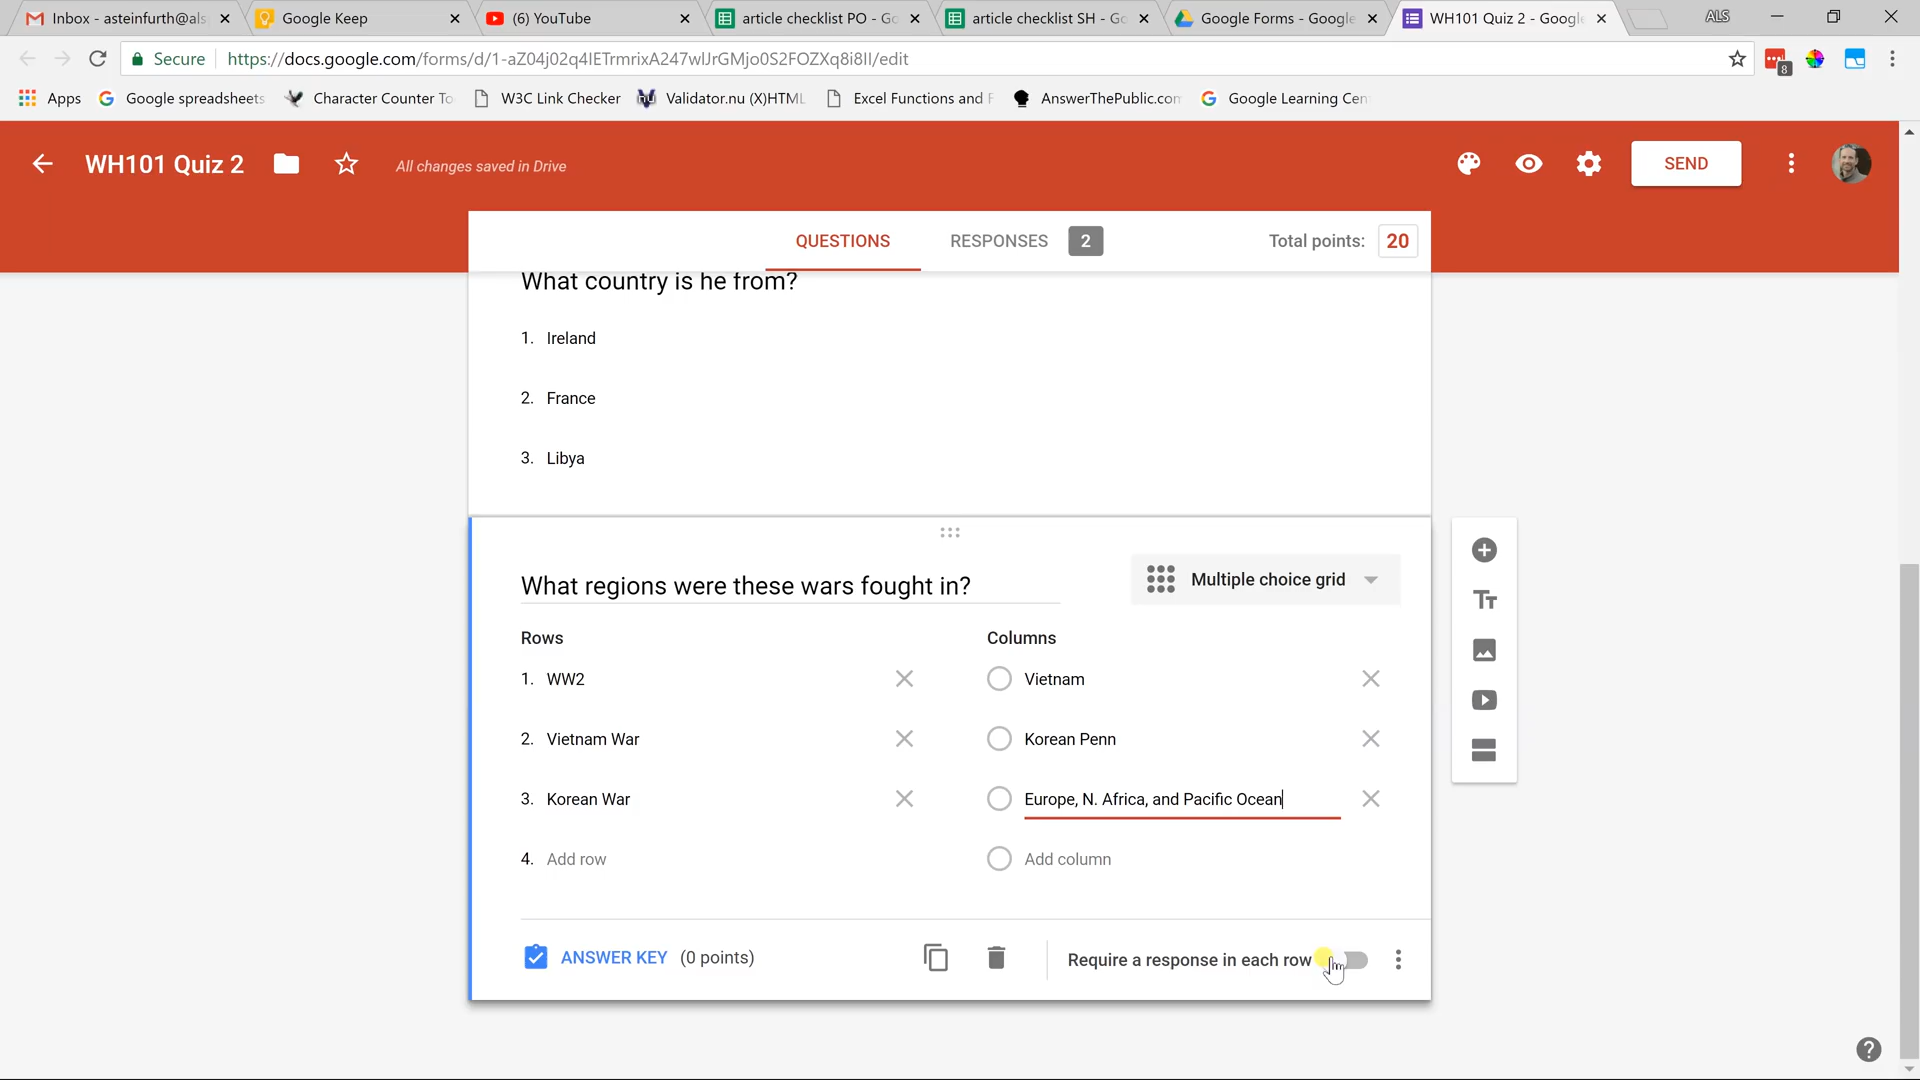 Inbox - asteinfurth@als
Google Keep
(6) YouTube
article checklist PO - Go
article checklist SH - Go
Google Forms - Google
WH101 Quiz 2 - Google
ALS
Secure
https://docs.google.com/forms/d/1-aZ04j02q4IETrmrixA247wlJrGMjo0S2FOZXq8i8II/edit
8
Apps
Google spreadsheets
Character Counter To
W3C Link Checker
Validator.nu (X)HTML
Excel Functions and F
AnswerThePublic.com
Google Learning Cen
WH101 Quiz 2
All changes saved in Drive
SEND
QUESTIONS
RESPONSES 2
Total points: 20
What country is he from?
1. Ireland
2. France
3. Libya
What regions were these wars fought in?
Multiple choice grid
Rows
Columns
1. WW2
Vietnam
2. Vietnam War
Korean Penn
3. Korean War
Europe, N. Africa, and Pacific Ocean
4. Add row
Add column
ANSWER KEY (0 points)
Require a response in each row